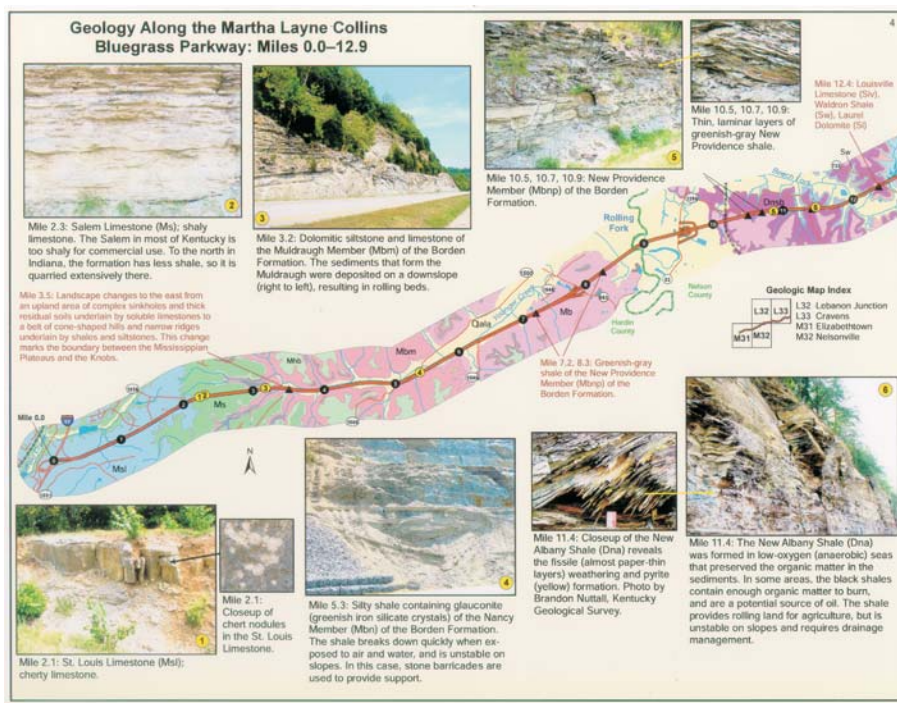 Geology Along the Martha Layne Collins
Bluegrass Parkway: Miles 0.0–12.9
4
2
Mile 2.3: Salem Limestone (Ms); shaly
limestone. The Salem in most of Kentucky is
too shaly for commercial use. To the north in
Indiana, the formation has less shale, so it is
quarried extensively there.
3
Mile 3.2: Dolomitic siltstone and limestone of
the Muldraugh Member (Mbm) of the Borden
Formation. The sediments that form the
Muldraugh were deposited on a downslope
(right to left), resulting in rolling beds.
5
Mile 10.5, 10.7, 10.9: New Providence
Member (Mbnp) of the Borden
Formation.
Mile 10.5, 10.7, 10.9:
Thin, laminar layers of
greenish-gray New
Providence shale.
Mile 12.4: Louisville
Limestone (Slv),
Waldron Shale
(Sw), Laurel
Dolomite (Sl)
Mile 3.5: Landscape changes to the east from
an upland area of complex sinkholes and thick
residual soils underlain by soluble limestones to
a belt of cone-shaped hills and narrow ridges
underlain by shales and siltstones. This change
marks the boundary between the Mississippian
Plateaus and the Knobs.
Sw
Dnsb
Rolling
Fork
Nelson
County
Hardin
County
Qala
Mb
Mbm
Mhb
Ms
Msl
Mile 0.0
N
Geologic Map Index
L32 L33
M31 M32
L32 Lebanon Junction
L33 Cravens
M31 Elizabethtown
M32 Nelsonville
Mile 7.2, 8.3: Greenish-gray
shale of the New Providence
Member (Mbnp) of the
Borden Formation.
1
Mile 2.1: St. Louis Limestone (Msl);
cherty limestone.
Mile 2.1:
Closeup of
chert nodules
in the St. Louis
Limestone.
4
Mile 5.3: Silty shale containing glauconite
(greenish iron silicate crystals) of the Nancy
Member (Mbn) of the Borden Formation.
The shale breaks down quickly when ex-
posed to air and water, and is unstable on
slopes. In this case, stone barricades are
used to provide support.
Mile 11.4: Closeup of the New
Albany Shale (Dna) reveals
the fissile (almost paper-thin
layers) weathering and pyrite
(yellow) formation. Photo by
Brandon Nuttall, Kentucky
Geological Survey.
6
Mile 11.4: The New Albany Shale (Dna)
was formed in low-oxygen (anaerobic) seas
that preserved the organic matter in the
sediments. In some areas, the black shales
contain enough organic matter to burn,
and are a potential source of oil. The shale
provides rolling land for agriculture, but is
unstable on slopes and requires drainage
management.